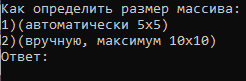 Как определить размер массива:
1)(автоматически 5x5)
2)(вручную, максимум 10x10)
Ответ: